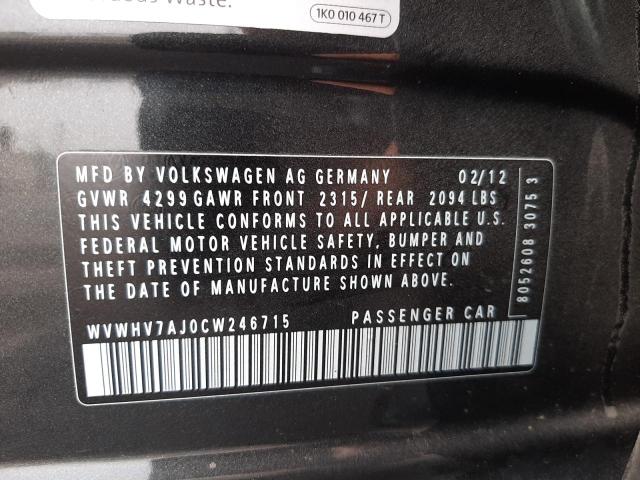 Waste.
1K0 010 467 T
MFD BY VOLKSWAGEN AG GERMANY 02/12
GVWR 4299 GAWR FRONT 2315/ REAR 2094 LBS
THIS VEHICLE CONFORMS TO ALL APPLICABLE U.S.
FEDERAL MOTOR VEHICLE SAFETY, BUMPER AND
THEFT PREVENTION STANDARDS IN EFFECT ON
THE DATE OF MANUFACTURE SHOWN ABOVE.
WVWHV7AJ0CW246715 PASSENGER CAR
8052608 3075 3